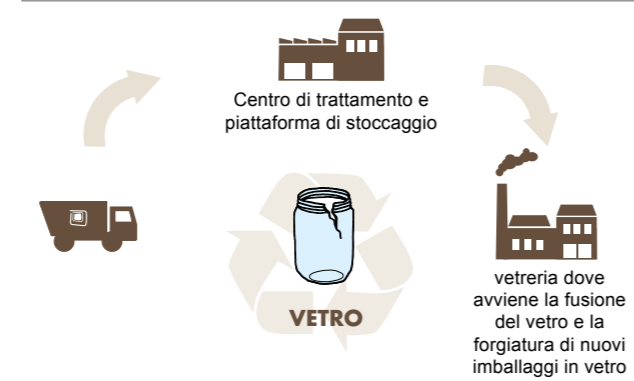 Centro di trattamento e
piattaforma di stoccaggio
VETRO
vetreria dove
avviene la fusione
del vetro e la
forgiatura di nuovi
imballaggi in vetro